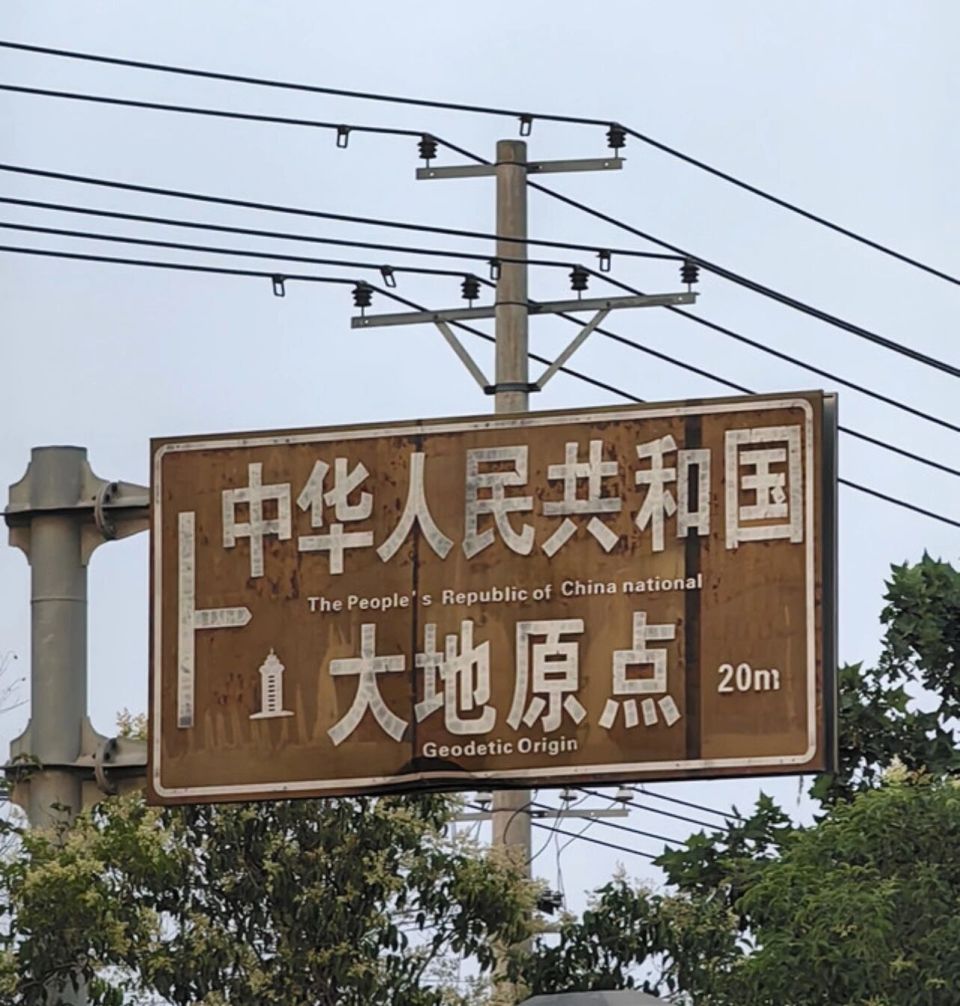 中华人民共和国
The People's Republic of China national
大地原点
20m
Geodetic Origin